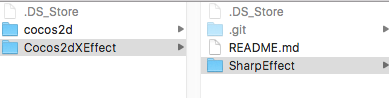 .DS_Store
cocos2d
Cocos2dXEffect
.DS_Store
.git
README.md
SharpEffect